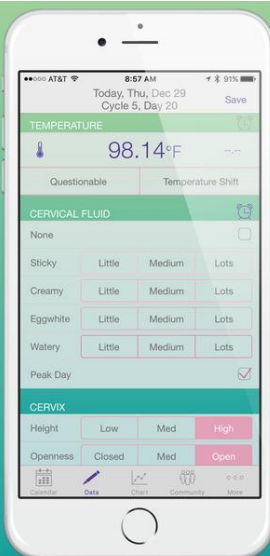 AT&T 8:57 AM 91%
Today, Thu, Dec 29
Cycle 5, Day 20
Save
TEMPERATURE
98.14°F --.--
Questionable Temperature Shift
CERVICAL FLUID
None
Sticky Little Medium Lots
Creamy Little Medium Lots
Eggwhite Little Medium Lots
Watery Little Medium Lots
Peak Day
CERVIX
Height Low Med High
Openness Closed Med Open
Calendar Data Chart Community More